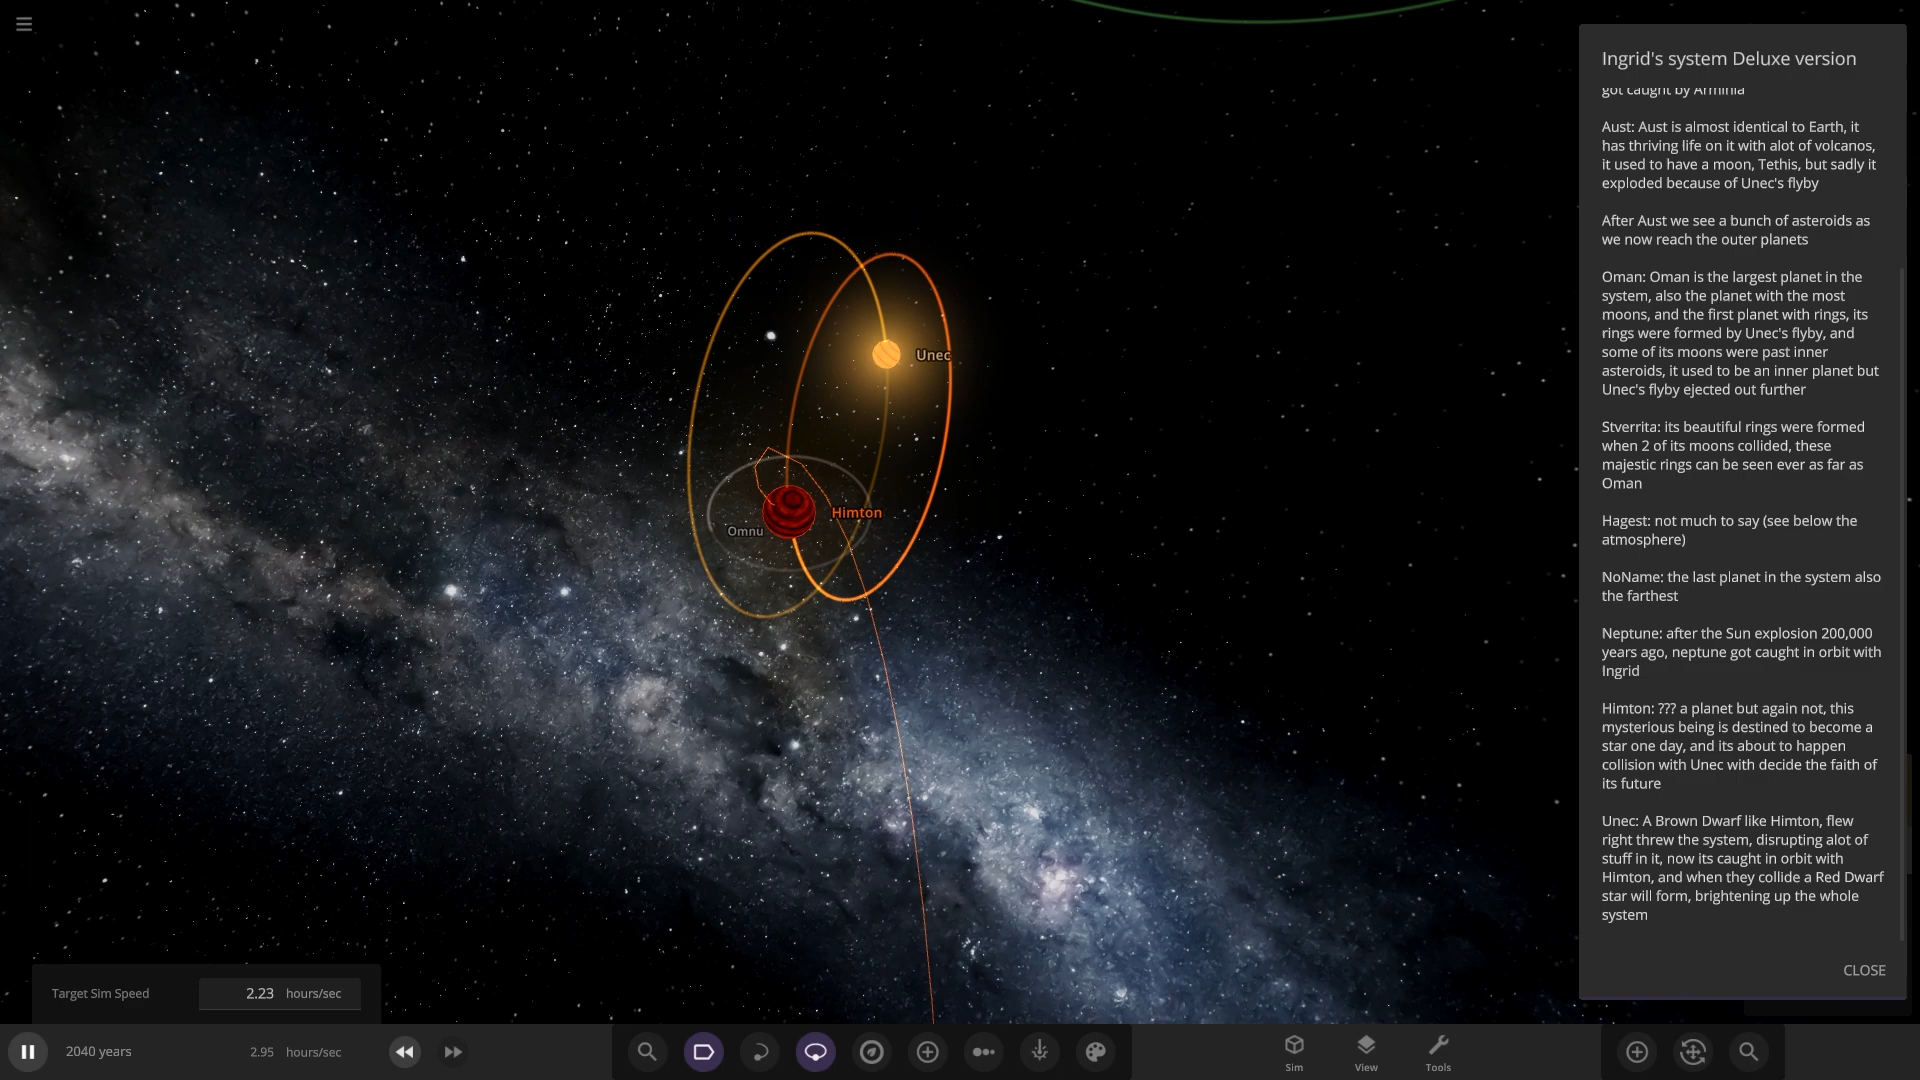 Ingrid's system Deluxe version
got caught by Arminia
Aust: Aust is almost identical to Earth, it
has thriving life on it with alot of volcanos,
it used to have a moon, Tethis, but sadly it
exploded because of Unec's flyby
After Aust we see a bunch of asteroids as
we now reach the outer planets
Oman: Oman is the largest planet in the
system, also the planet with the most
moons, and the first planet with rings, its
rings were formed by Unec's flyby, and
some of its moons were past inner
asteroids, it used to be an inner planet but
Unec's flyby ejected out further
Stverrita: its beautiful rings were formed
when 2 of its moons collided, these
majestic rings can be seen ever as far as
Oman
Hagest: not much to say (see below the
atmosphere)
NoName: the last planet in the system also
the farthest
Neptune: after the Sun explosion 200,000
years ago, neptune got caught in orbit with
Ingrid
Himton: ??? a planet but again not, this
mysterious being is destined to become a
star one day, and its about to happen
collision with Unec with decide the faith of
its future
Unec: A Brown Dwarf like Himton, flew
right threw the system, disrupting alot of
stuff in it, now its caught in orbit with
Himton, and when they collide a Red Dwarf
star will form, brightening up the whole
system
CLOSE
Unec
Himton
Omnu
Target Sim Speed 2.23 hours/sec
2040 years 2.95 hours/sec
Sim View Tools